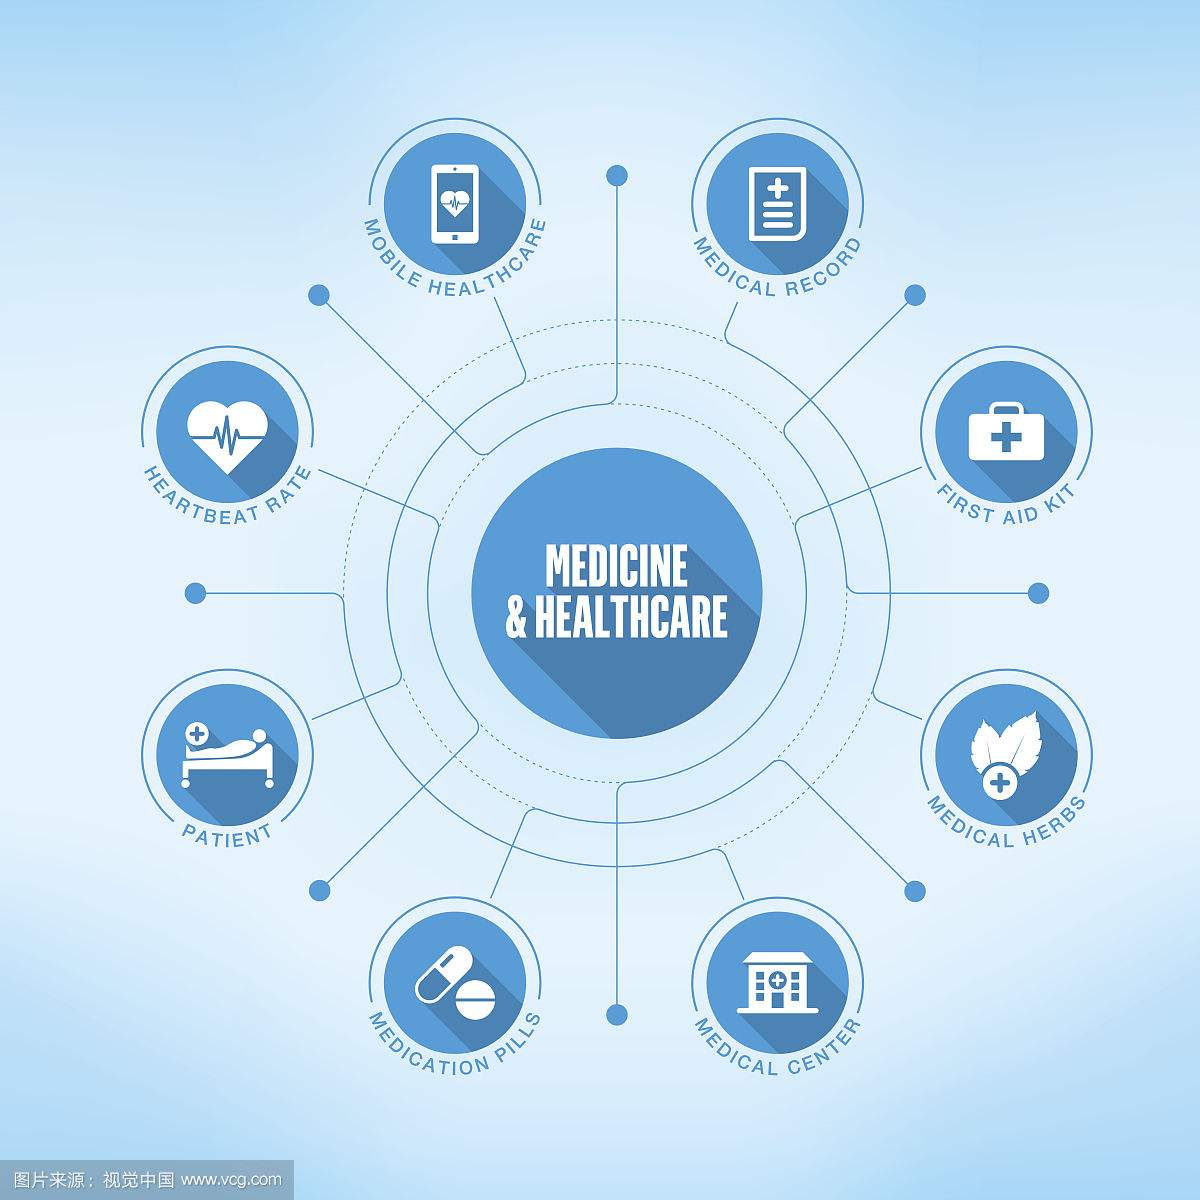 MOBILE HEALTHCARE
MEDICAL RECORD
HEARTBEAT RATE
FIRST AID KIT
MEDICINE
& HEALTHCARE
PATIENT
MEDICAL HERBS
MEDICATION PILLS
MEDICAL CENTER
图片来源：视觉中国 www.vcg.com